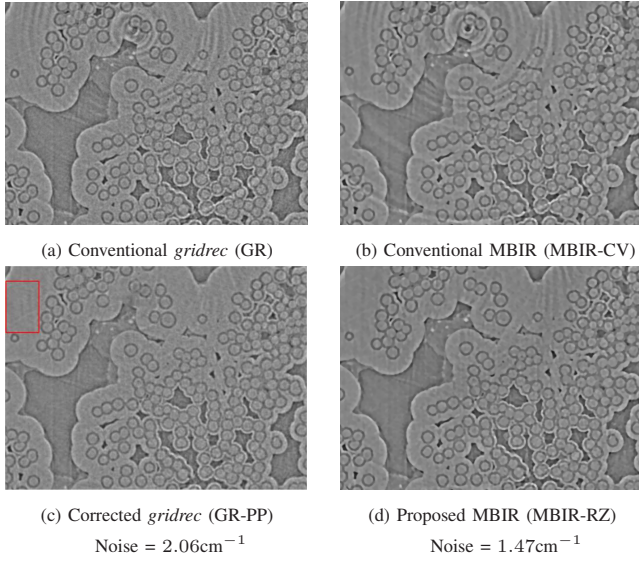 (a) Conventional gridrec (GR)
(b) Conventional MBIR (MBIR-CV)
(c) Corrected gridrec (GR-PP)
Noise = 2.06cm⁻¹
(d) Proposed MBIR (MBIR-RZ)
Noise = 1.47cm⁻¹